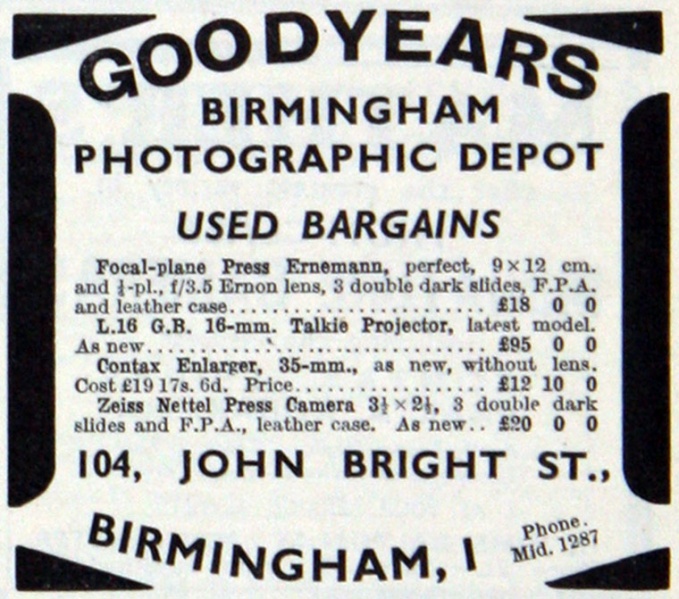 GOODYEARS
BIRMINGHAM
PHOTOGRAPHIC DEPOT
USED BARGAINS
Focal-plane Press Ernemann, perfect, 9 × 12 cm.
and ¼-pl., f/3.5 Ernon lens, 3 double dark slides, F.P.A.
and leather case........................ £18 0 0
L.16 G.B. 16-mm. Talkie Projector, latest model.
As new................................ £95 0 0
Contax Enlarger, 35-mm., as new, without lens.
Cost £19 17s. 6d. Price.................. £12 10 0
Zeiss Nettel Press Camera 3½ × 2½, 3 double dark
slides and F.P.A., leather case. As new.. £20 0 0
104, JOHN BRIGHT ST.,
BIRMINGHAM, 1
Phone.
Mid. 1287